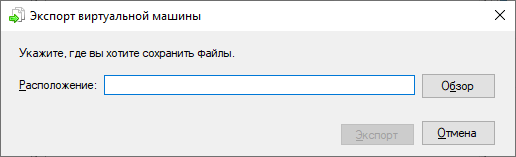 Экспорт виртуальной машины
Укажите, где вы хотите сохранить файлы.
Расположение:
Обзор
Экспорт
Отмена